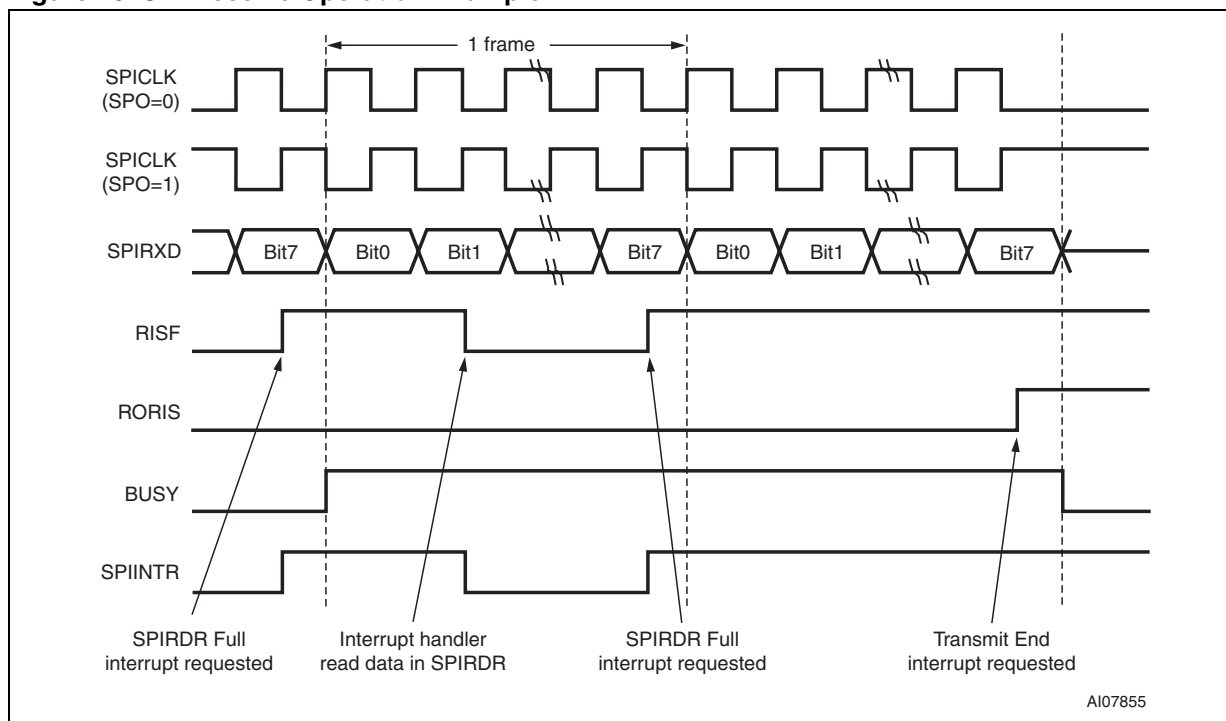 1 frame
SPICLK
(SPO=0)
SPICLK
(SPO=1)
SPIRXD
Bit7
Bit0
Bit1
Bit7
Bit0
Bit1
Bit7
RISF
RORIS
BUSY
SPIINTR
SPIRDR Full
interrupt requested
Interrupt handler
read data in SPIRDR
SPIRDR Full
interrupt requested
Transmit End
interrupt requested
AI07855